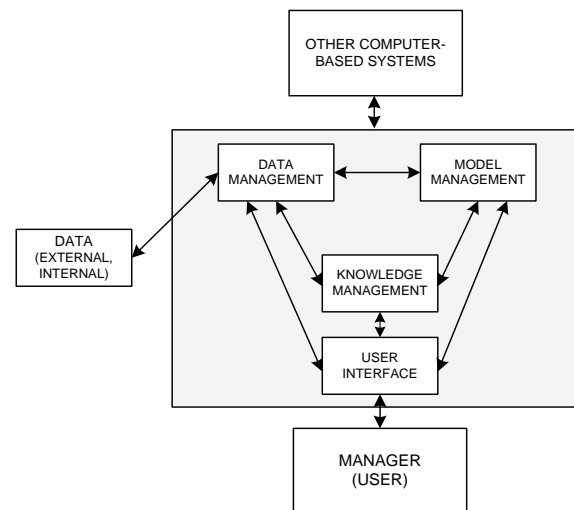 OTHER COMPUTER-
BASED SYSTEMS
DATA
MANAGEMENT
MODEL
MANAGEMENT
DATA
(EXTERNAL,
INTERNAL)
KNOWLEDGE
MANAGEMENT
USER
INTERFACE
MANAGER
(USER)